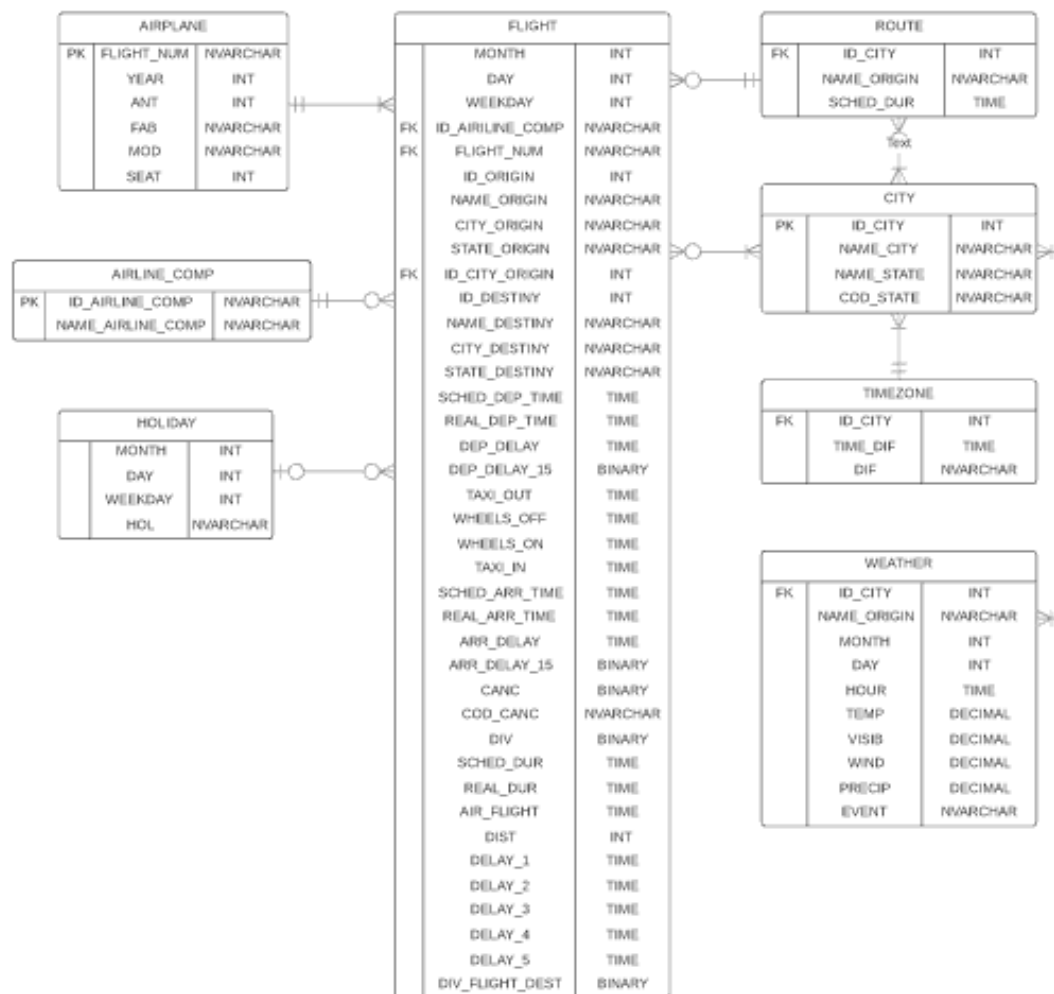 AIRPLANE
PK FLIGHT_NUM NVARCHAR
YEAR INT
ANT INT
FAB NVARCHAR
MOD NVARCHAR
SEAT INT
AIRLINE_COMP
PK ID_AIRLINE_COMP NVARCHAR
NAME_AIRLINE_COMP NVARCHAR
HOLIDAY
MONTH INT
DAY INT
WEEKDAY INT
HOL NVARCHAR
FLIGHT
MONTH INT
DAY INT
WEEKDAY INT
FK ID_AIRILINE_COMP NVARCHAR
FK FLIGHT_NUM NVARCHAR
ID_ORIGIN INT
NAME_ORIGIN NVARCHAR
CITY_ORIGIN NVARCHAR
STATE_ORIGIN NVARCHAR
FK ID_CITY_ORIGIN INT
ID_DESTINY INT
NAME_DESTINY NVARCHAR
CITY_DESTINY NVARCHAR
STATE_DESTINY NVARCHAR
SCHED_DEP_TIME TIME
REAL_DEP_TIME TIME
DEP_DELAY TIME
DEP_DELAY_15 BINARY
TAXI_OUT TIME
WHEELS_OFF TIME
WHEELS_ON TIME
TAXI_IN TIME
SCHED_ARR_TIME TIME
REAL_ARR_TIME TIME
ARR_DELAY TIME
ARR_DELAY_15 BINARY
CANC BINARY
COD_CANC NVARCHAR
DIV BINARY
SCHED_DUR TIME
REAL_DUR TIME
AIR_FLIGHT TIME
DIST INT
DELAY_1 TIME
DELAY_2 TIME
DELAY_3 TIME
DELAY_4 TIME
DELAY_5 TIME
DIV_FLIGHT_DEST BINARY
ROUTE
FK ID_CITY INT
NAME_ORIGIN NVARCHAR
SCHED_DUR TIME
Text
CITY
PK ID_CITY INT
NAME_CITY NVARCHAR
NAME_STATE NVARCHAR
COD_STATE NVARCHAR
TIMEZONE
FK ID_CITY INT
TIME_DIF TIME
DIF NVARCHAR
WEATHER
FK ID_CITY INT
NAME_ORIGIN NVARCHAR
MONTH INT
DAY INT
HOUR TIME
TEMP DECIMAL
VISIB DECIMAL
WIND DECIMAL
PRECIP DECIMAL
EVENT NVARCHAR